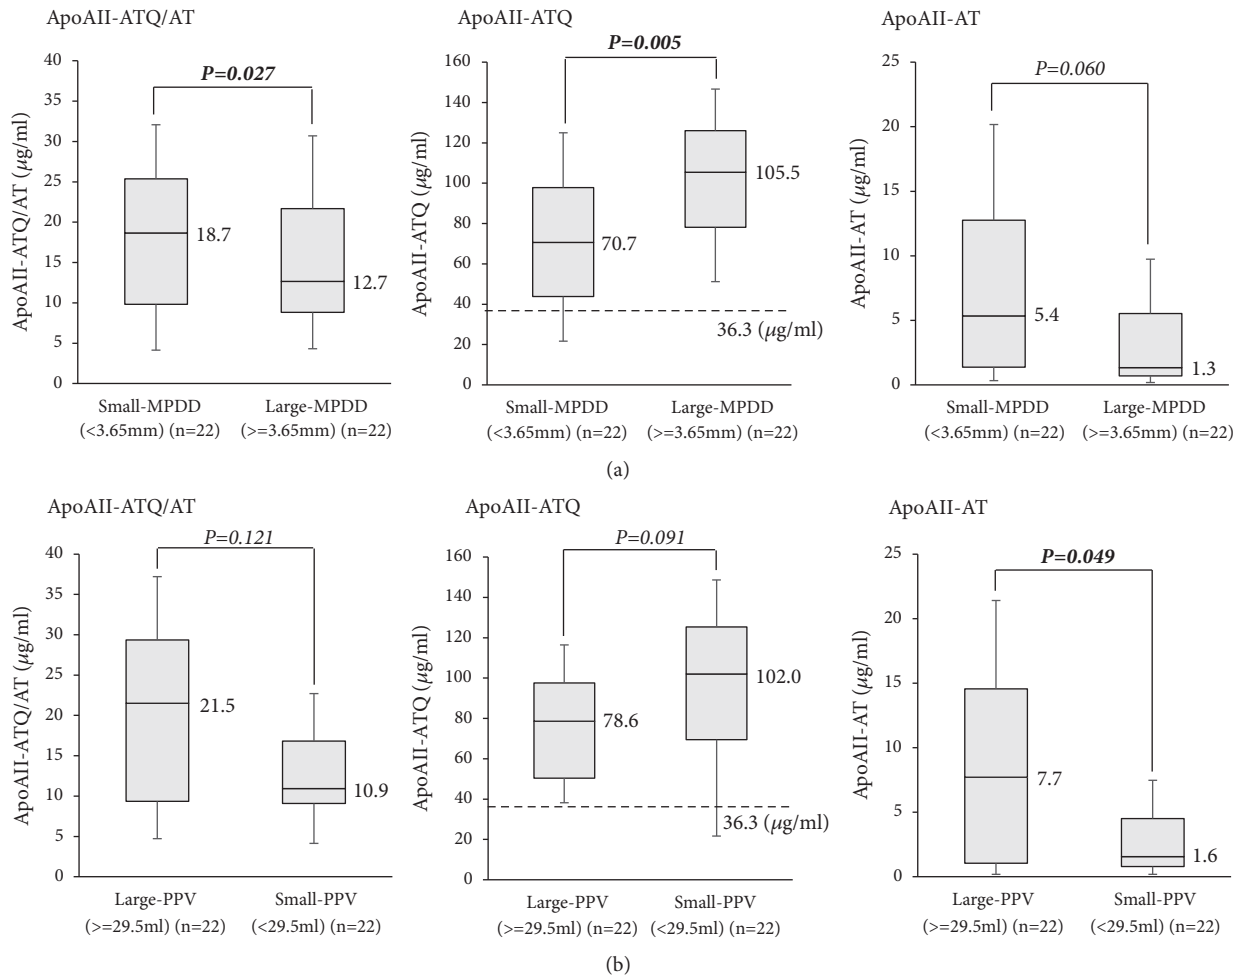 ApoAII-ATQ/AT
P=0.027
ApoAII-ATQ/AT (µg/ml)
40
35
30
25
20
15
10
5
0
18.7
12.7
Small-MPDD
(<3.65mm) (n=22)
Large-MPDD
(>=3.65mm) (n=22)
ApoAII-ATQ
P=0.005
ApoAII-ATQ (µg/ml)
160
140
120
100
80
60
40
20
0
70.7
105.5
36.3 (µg/ml)
Small-MPDD
(<3.65mm) (n=22)
Large-MPDD
(>=3.65mm) (n=22)
ApoAII-AT
P=0.060
ApoAII-AT (µg/ml)
25
20
15
10
5
0
5.4
1.3
Small-MPDD
(<3.65mm) (n=22)
Large-MPDD
(>=3.65mm) (n=22)
(a)
ApoAII-ATQ/AT
P=0.121
ApoAII-ATQ/AT (µg/ml)
40
35
30
25
20
15
10
5
0
21.5
10.9
Large-PPV
(>=29.5ml) (n=22)
Small-PPV
(<29.5ml) (n=22)
ApoAII-ATQ
P=0.091
ApoAII-ATQ (µg/ml)
160
140
120
100
80
60
40
20
0
78.6
102.0
36.3 (µg/ml)
Large-PPV
(>=29.5ml) (n=22)
Small-PPV
(<29.5ml) (n=22)
ApoAII-AT
P=0.049
ApoAII-AT (µg/ml)
25
20
15
10
5
0
7.7
1.6
Large-PPV
(>=29.5ml) (n=22)
Small-PPV
(<29.5ml) (n=22)
(b)